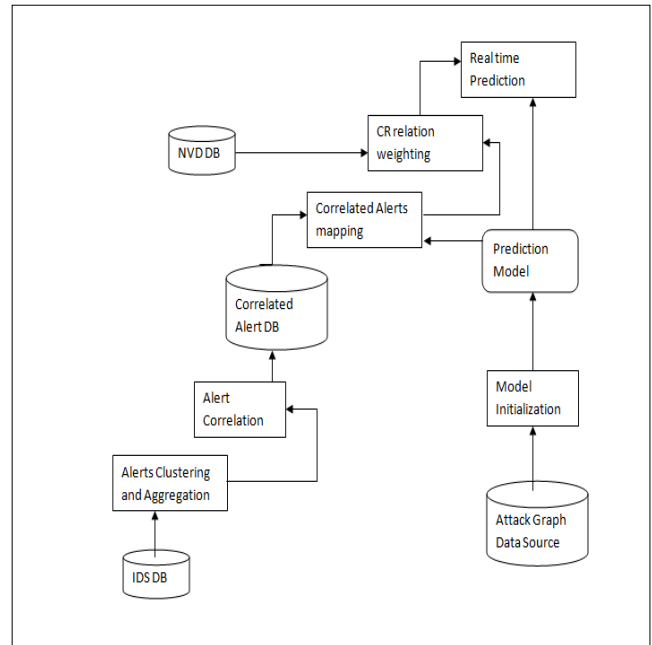 Real time
Prediction
CR relation
weighting
NVD DB
Correlated Alerts
mapping
Prediction
Model
Correlated
Alert DB
Alert
Correlation
Model
Initialization
Alerts Clustering
and Aggregation
Attack Graph
Data Source
IDS DB